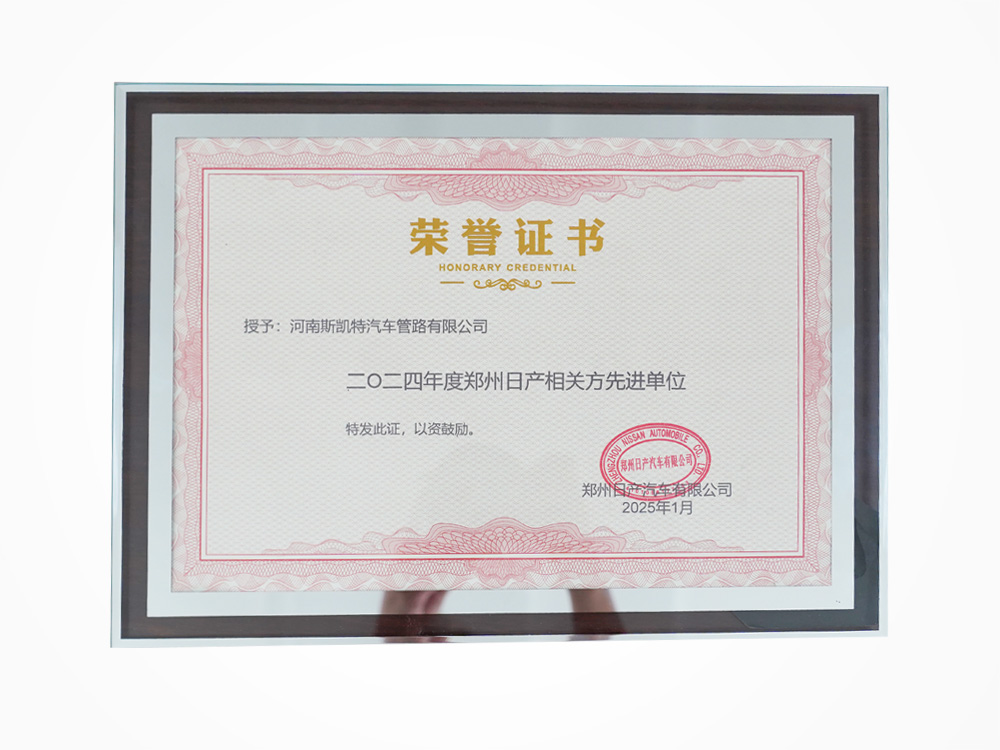 荣誉证书
HONORARY CREDENTIAL
授予：河南斯凯特汽车管路有限公司
二〇二四年度郑州日产相关方先进单位
特发此证，以资鼓励。
ZHENGZHOU NISSAN AUTOMOBILE CO., LTD
郑州日产汽车有限公司
郑州日产汽车有限公司
2025年1月